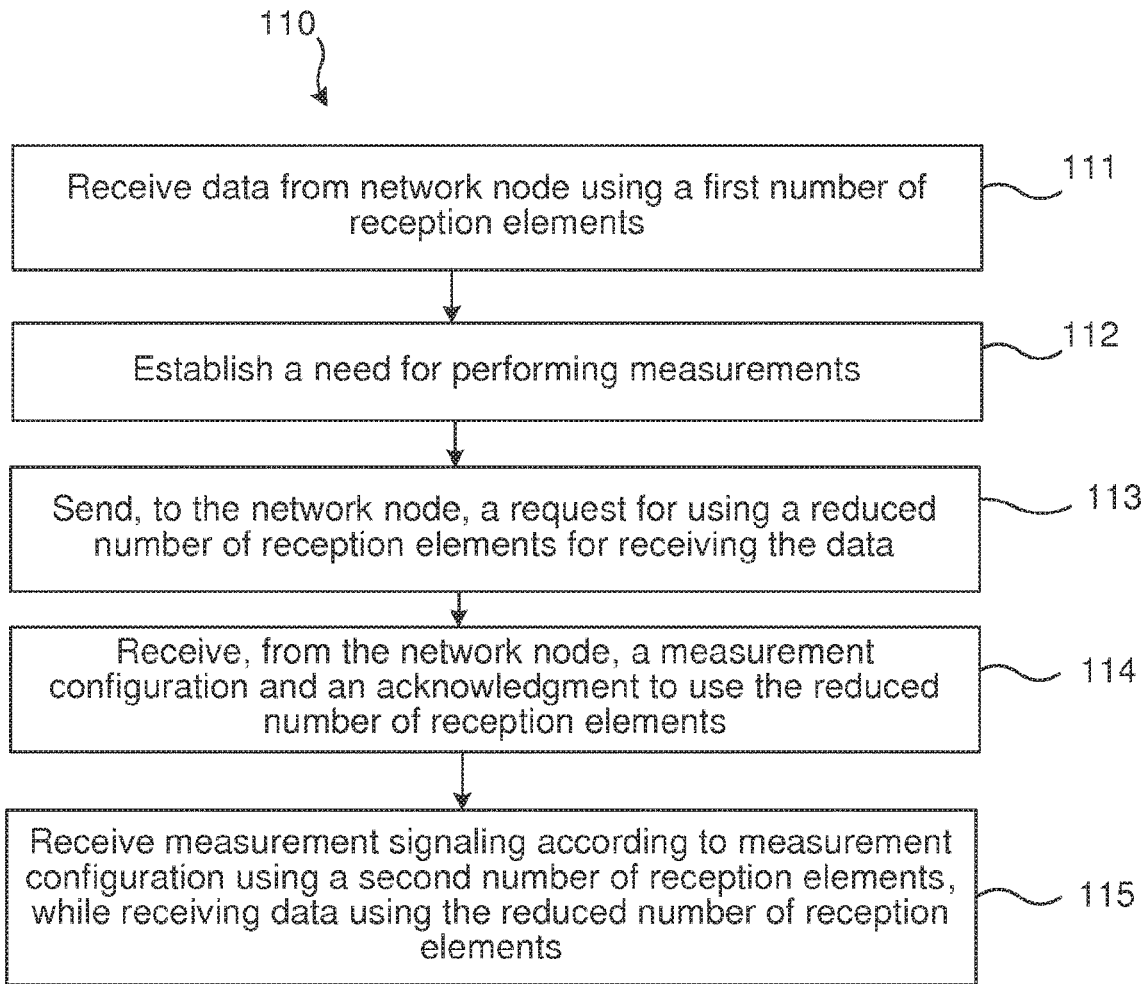 110
Receive data from network node using a first number of
reception elements
111
Establish a need for performing measurements
112
Send, to the network node, a request for using a reduced
number of reception elements for receiving the data
113
Receive, from the network node, a measurement
configuration and an acknowledgment to use the reduced
number of reception elements
114
Receive measurement signaling according to measurement
configuration using a second number of reception elements,
while receiving data using the reduced number of reception
elements
115